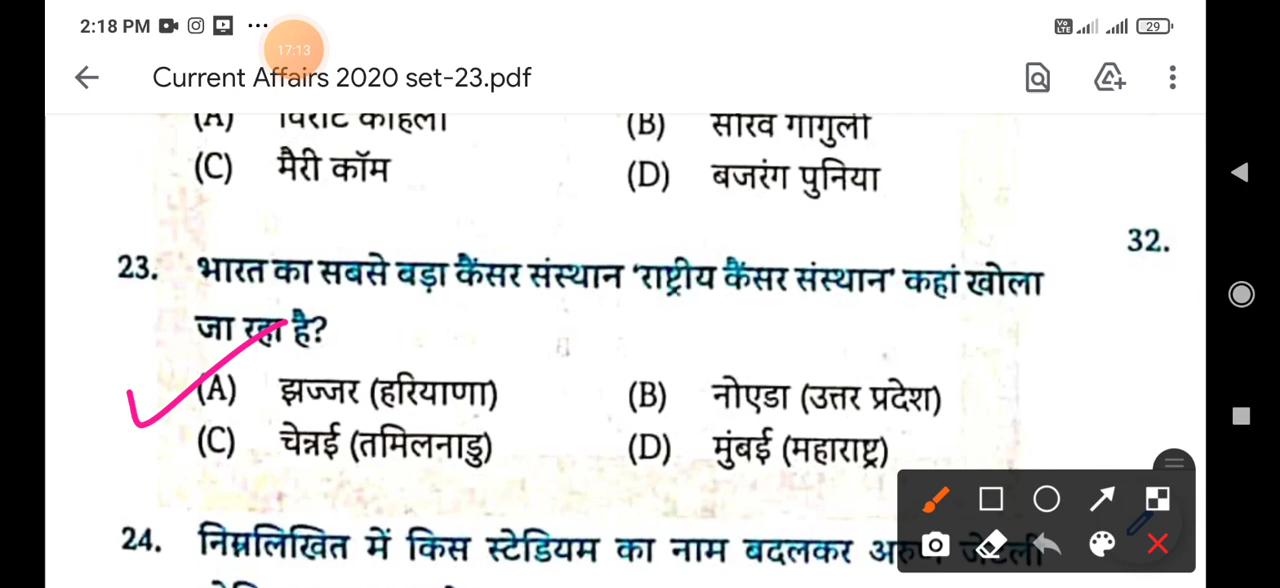 2:18 PM
17:13
29
Current Affairs 2020 set-23.pdf
(A) विराट कोहली (B) सौरव गांगुली
(C) मैरी कॉम (D) बजरंग पुनिया
32.
23. भारत का सबसे बड़ा कैंसर संस्थान 'राष्ट्रीय कैंसर संस्थान' कहां खोला
जा रहा है?
(A) झज्जर (हरियाणा) (B) नोएडा (उत्तर प्रदेश)
(C) चेन्नई (तमिलनाडु) (D) मुंबई (महाराष्ट्र)
24. निम्नलिखित में किस स्टेडियम का नाम बदलकर